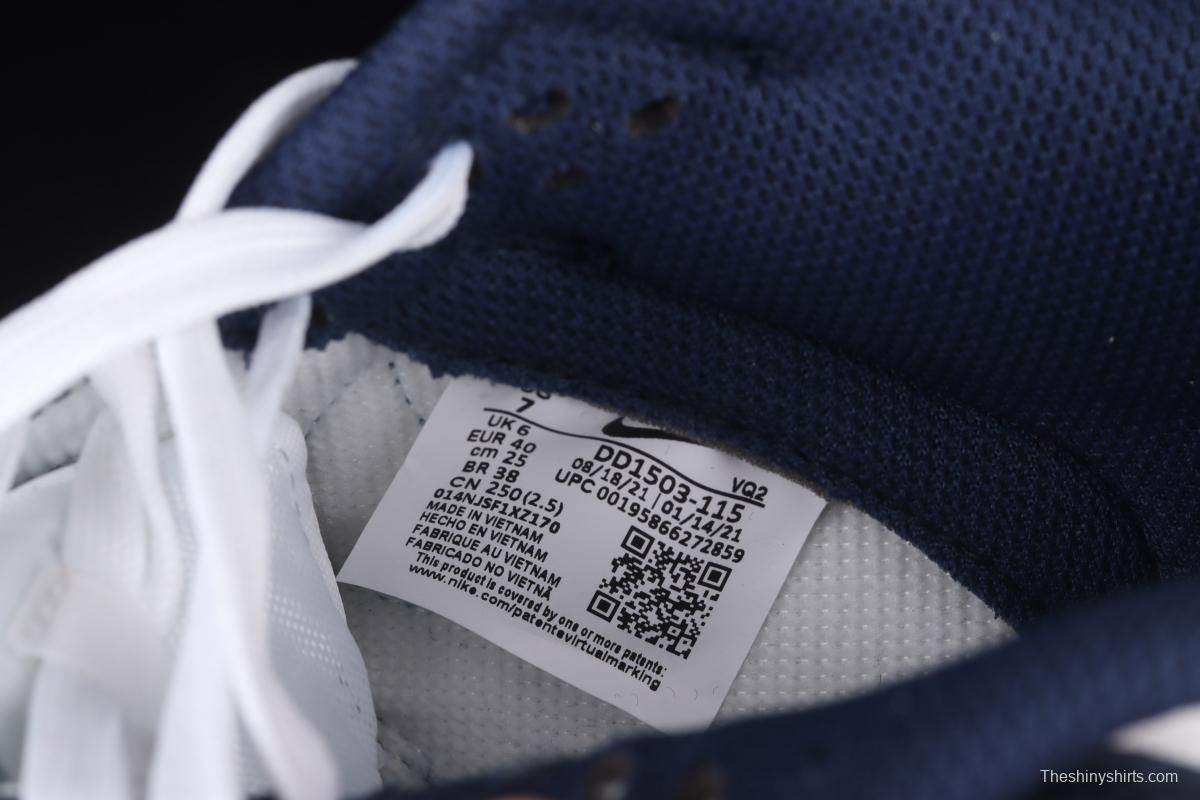 7
UK 6
EUR 40
cm 25
BR 38
CN 250(2.5)
014NJSF1XZ170
MADE IN VIETNAM
HECHO EN VIETNAM
FABRIQUE AU VIETNAM
FABRICADO NO VIETNÃ
This product is covered by one or more patents:
www.nike.com/patentevirtualmarking
VQ2
DD1503-115
08/18/21 | 01/14/21
UPC 00195866272859
Theshinyshirts.com